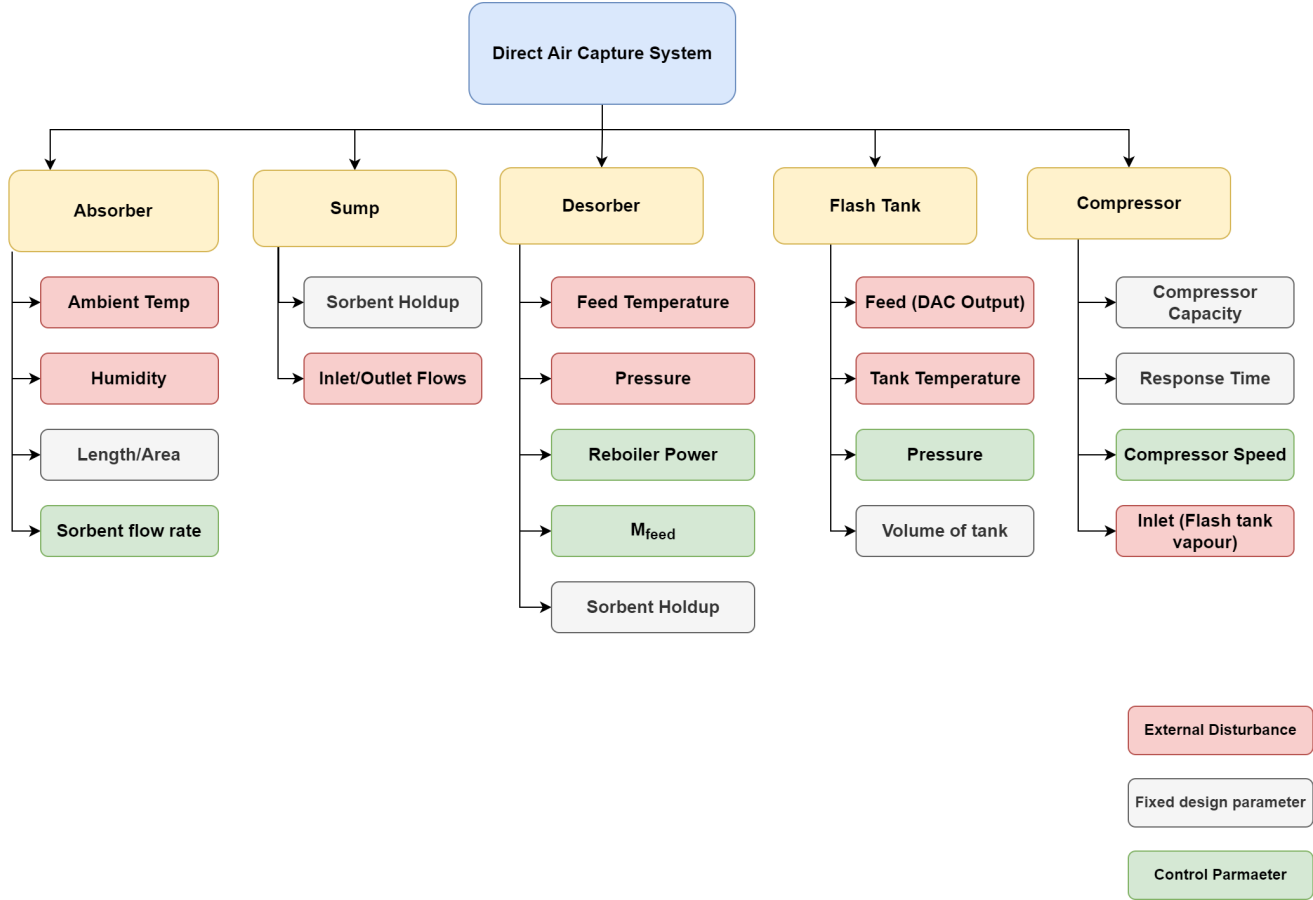 Direct Air Capture System
Absorber
Sump
Desorber
Flash Tank
Compressor
Ambient Temp
Humidity
Length/Area
Sorbent flow rate
Sorbent Holdup
Inlet/Outlet Flows
Feed Temperature
Pressure
Reboiler Power
Mfeed
Sorbent Holdup
Feed (DAC Output)
Tank Temperature
Pressure
Volume of tank
Compressor
Capacity
Response Time
Compressor Speed
Inlet (Flash tank
vapour)
External Disturbance
Fixed design parameter
Control Parmaeter